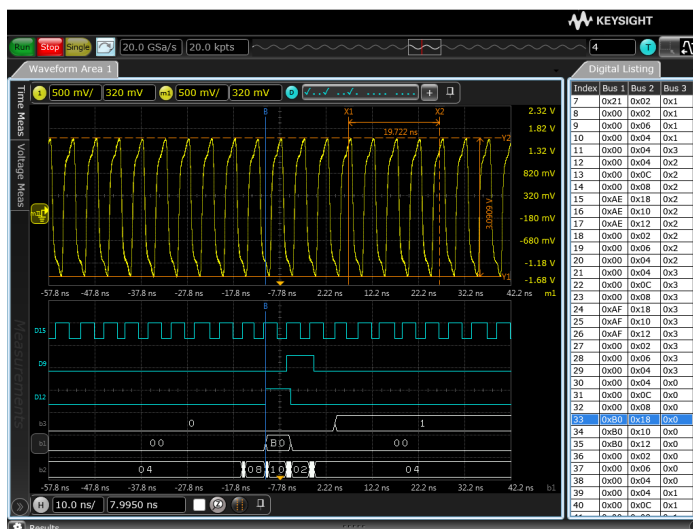 KEYSIGHT
Run Stop Single 20.0 GSa/s 20.0 kpts 4 T
Waveform Area 1
Digital Listing
Time Meas
Voltage Meas
Measurements
1 500 mV/ 320 mV m1 500 mV/ 320 mV D +
B X1 X2
19.722 ns
Y2
3.0909 V
Y1
2.32 V
1.82 V
1.32 V
820 mV
320 mV
-180 mV
-680 mV
-1.18 V
-1.68 V
-57.8 ns -47.8 ns -37.8 ns -27.8 ns -17.8 ns -7.78 ns 2.22 ns 12.2 ns 22.2 ns 32.2 ns 42.2 ns m1
B
D15
D9
D12
b3 0 1
b1 00 B0 00
b2 04 08 10 02 04
-57.8 ns -47.8 ns -37.8 ns -27.8 ns -17.8 ns -7.78 ns 2.22 ns 12.2 ns 22.2 ns 32.2 ns 42.2 ns b1
H 10.0 ns/ 7.9950 ns
Results
Index Bus 1 Bus 2 Bus 3
7 0x21 0x02 0x1
8 0x00 0x02 0x1
9 0x00 0x06 0x1
10 0x00 0x04 0x1
11 0x00 0x04 0x3
12 0x00 0x04 0x2
13 0x00 0x0C 0x2
14 0x00 0x08 0x2
15 0xAE 0x18 0x2
16 0xAE 0x10 0x2
17 0xAE 0x12 0x2
18 0x00 0x02 0x2
19 0x00 0x06 0x2
20 0x00 0x04 0x2
21 0x00 0x04 0x3
22 0x00 0x0C 0x3
23 0x00 0x08 0x3
24 0xAF 0x18 0x3
25 0xAF 0x10 0x3
26 0xAF 0x12 0x3
27 0x00 0x02 0x3
28 0x00 0x06 0x3
29 0x00 0x04 0x3
30 0x00 0x04 0x0
31 0x00 0x0C 0x0
32 0x00 0x08 0x0
33 0xB0 0x18 0x0
34 0xB0 0x10 0x0
35 0xB0 0x12 0x0
36 0x00 0x02 0x0
37 0x00 0x06 0x0
38 0x00 0x04 0x0
39 0x00 0x04 0x1
40 0x00 0x0C 0x1